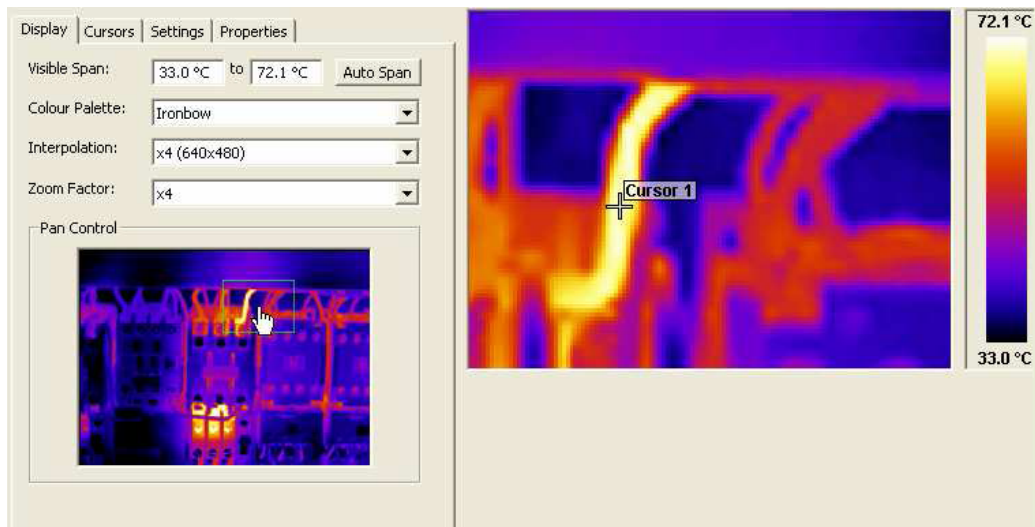 Display Cursors Settings Properties
Visible Span: 33.0 °C to 72.1 °C Auto Span
Colour Palette: Ironbow
Interpolation: x4 (640x480)
Zoom Factor: x4
Pan Control
72.1 °C
Cursor 1
33.0 °C